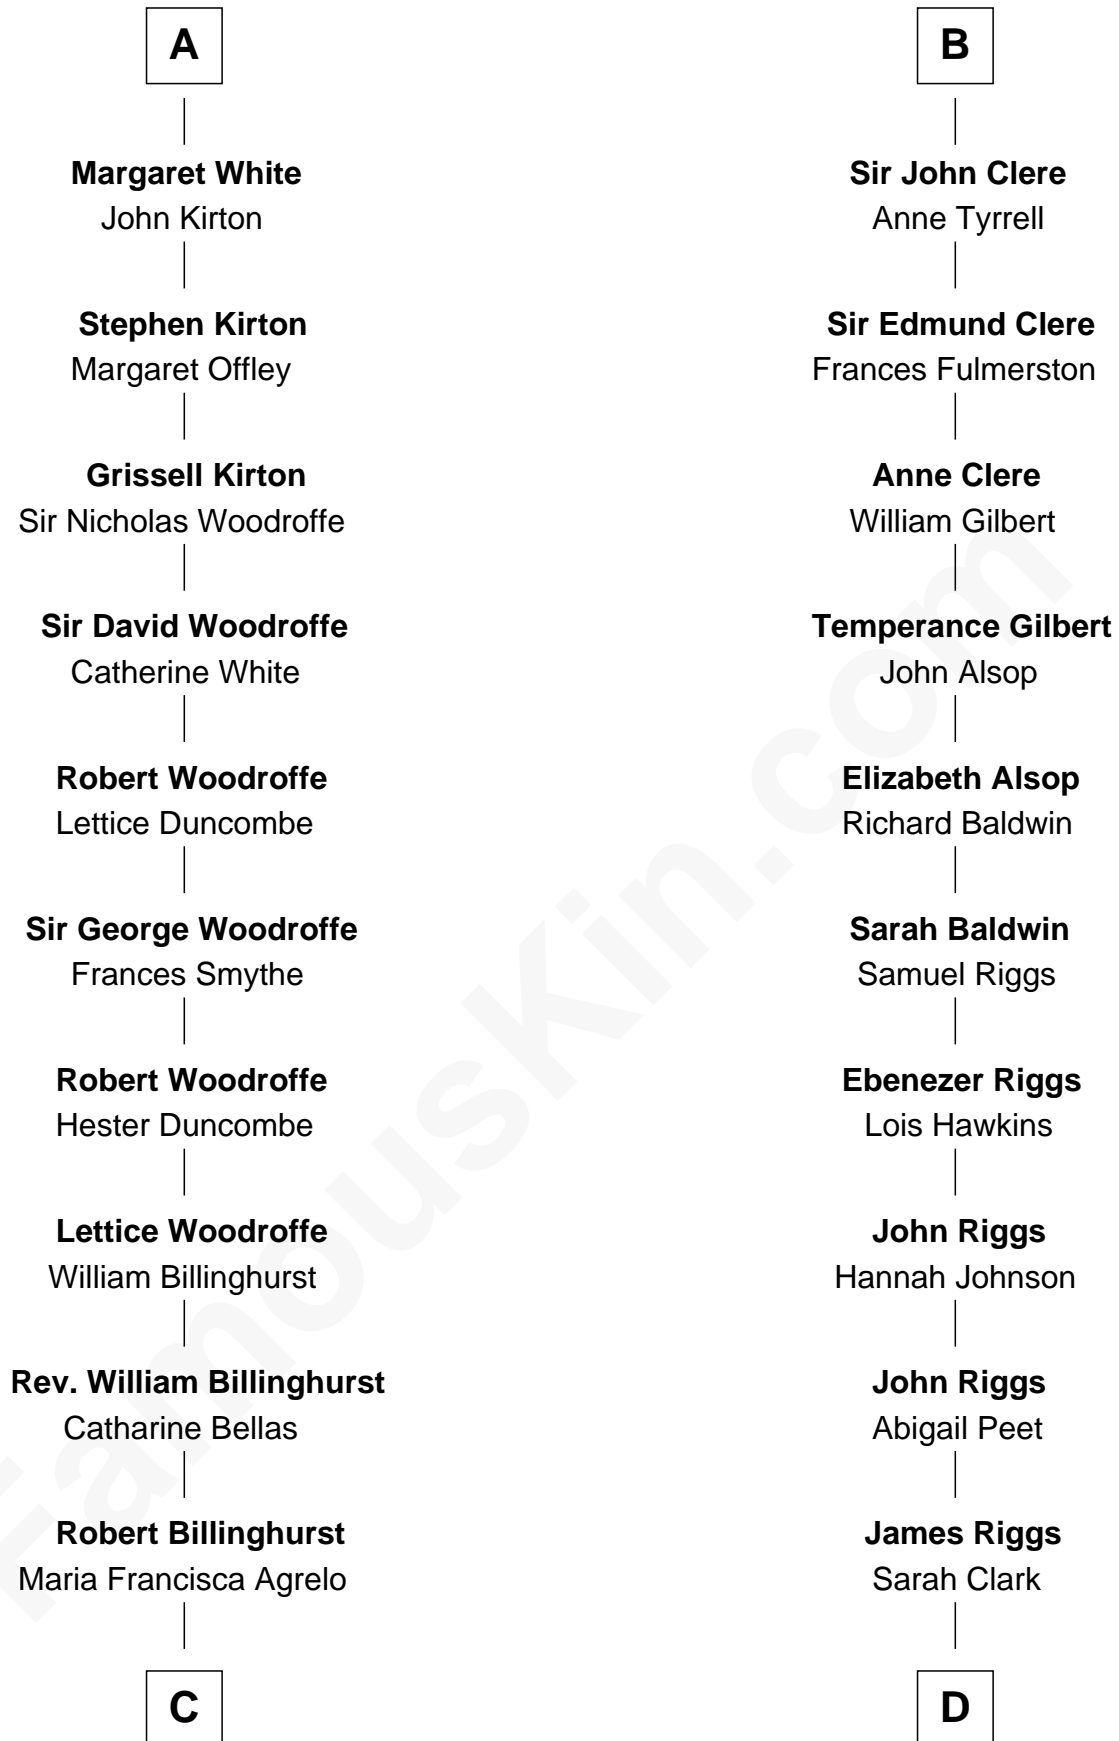 A
Margaret White
John Kirton
Stephen Kirton
Margaret Offley
Grissell Kirton
Sir Nicholas Woodroffe
Sir David Woodroffe
Catherine White
Robert Woodroffe
Lettice Duncombe
Sir George Woodroffe
Frances Smythe
Robert Woodroffe
Hester Duncombe
Lettice Woodroffe
William Billinghurst
Rev. William Billinghurst
Catharine Bellas
Robert Billinghurst
Maria Francisca Agrelo
C
B
Sir John Clere
Anne Tyrrell
Sir Edmund Clere
Frances Fulmerston
Anne Clere
William Gilbert
Temperance Gilbert
John Alsop
Elizabeth Alsop
Richard Baldwin
Sarah Baldwin
Samuel Riggs
Ebenezer Riggs
Lois Hawkins
John Riggs
Hannah Johnson
John Riggs
Abigail Peet
James Riggs
Sarah Clark
D
FamousKin.com